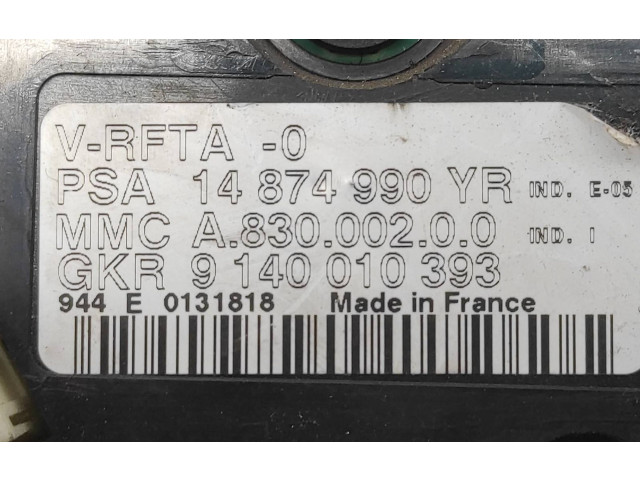 V-RFTA -0
PSA 14 874 990 YR IND. E-05
MMC A.830.002.0.0 IND. I
GKR 9 140 010 393
944 E 0131818 Made in France